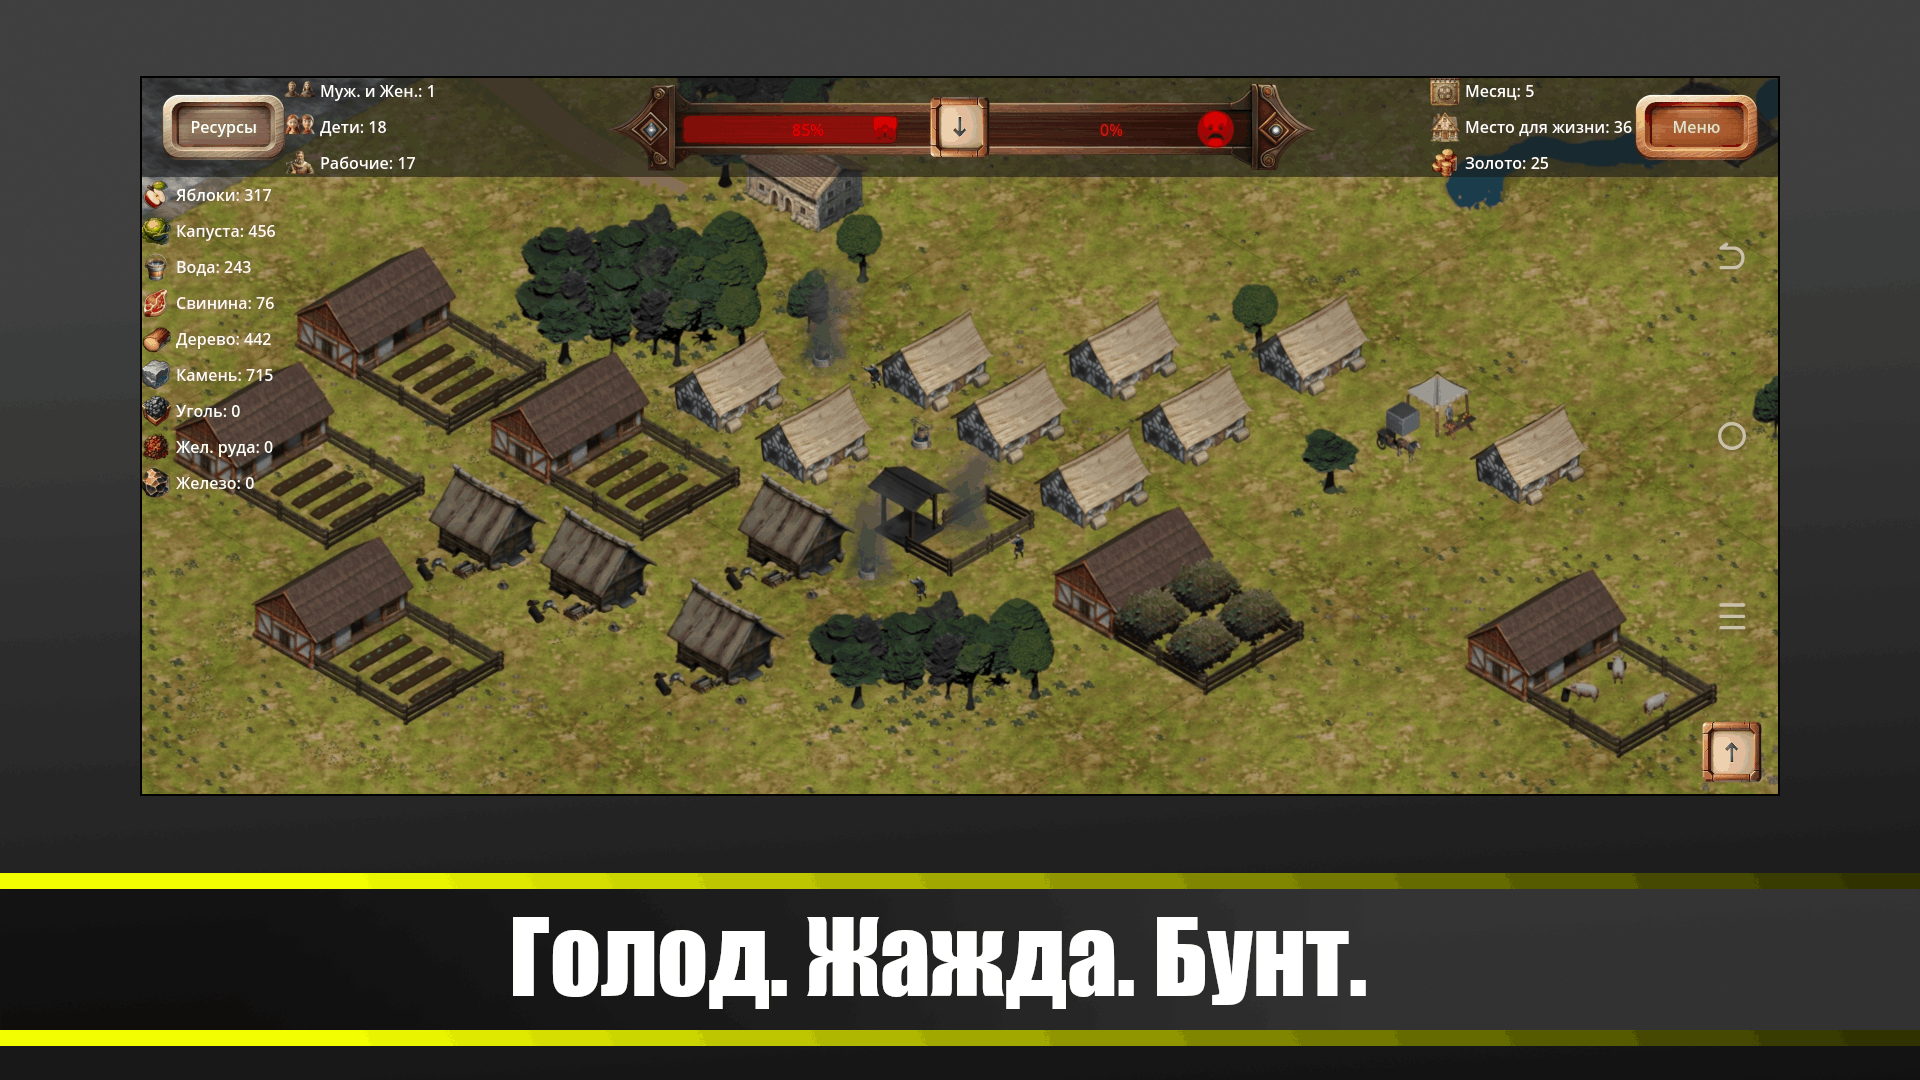 Ресурсы
Муж. и Жен.: 1
Дети: 18
Рабочие: 17
85%
0%
Месяц: 5
Место для жизни: 36
Золото: 25
Меню
Яблоки: 317
Капуста: 456
Вода: 243
Свинина: 76
Дерево: 442
Камень: 715
Уголь: 0
Жел. руда: 0
Железо: 0
Голод. Жажда. Бунт.